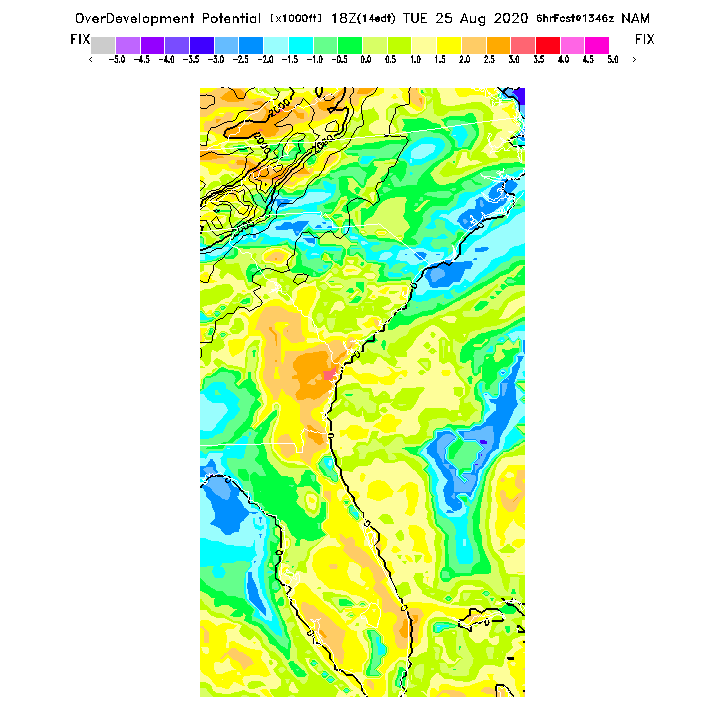 OverDevelopment Potential [x1000ft] 18Z(14edt) TUE 25 Aug 2020 6hrFcst@1346z NAM
FIX FIX
< -5.0 -4.5 -4.0 -3.5 -3.0 -2.5 -2.0 -1.5 -1.0 -0.5 0.0 0.5 1.0 1.5 2.0 2.5 3.0 3.5 4.0 4.5 5.0 >
2000
2000